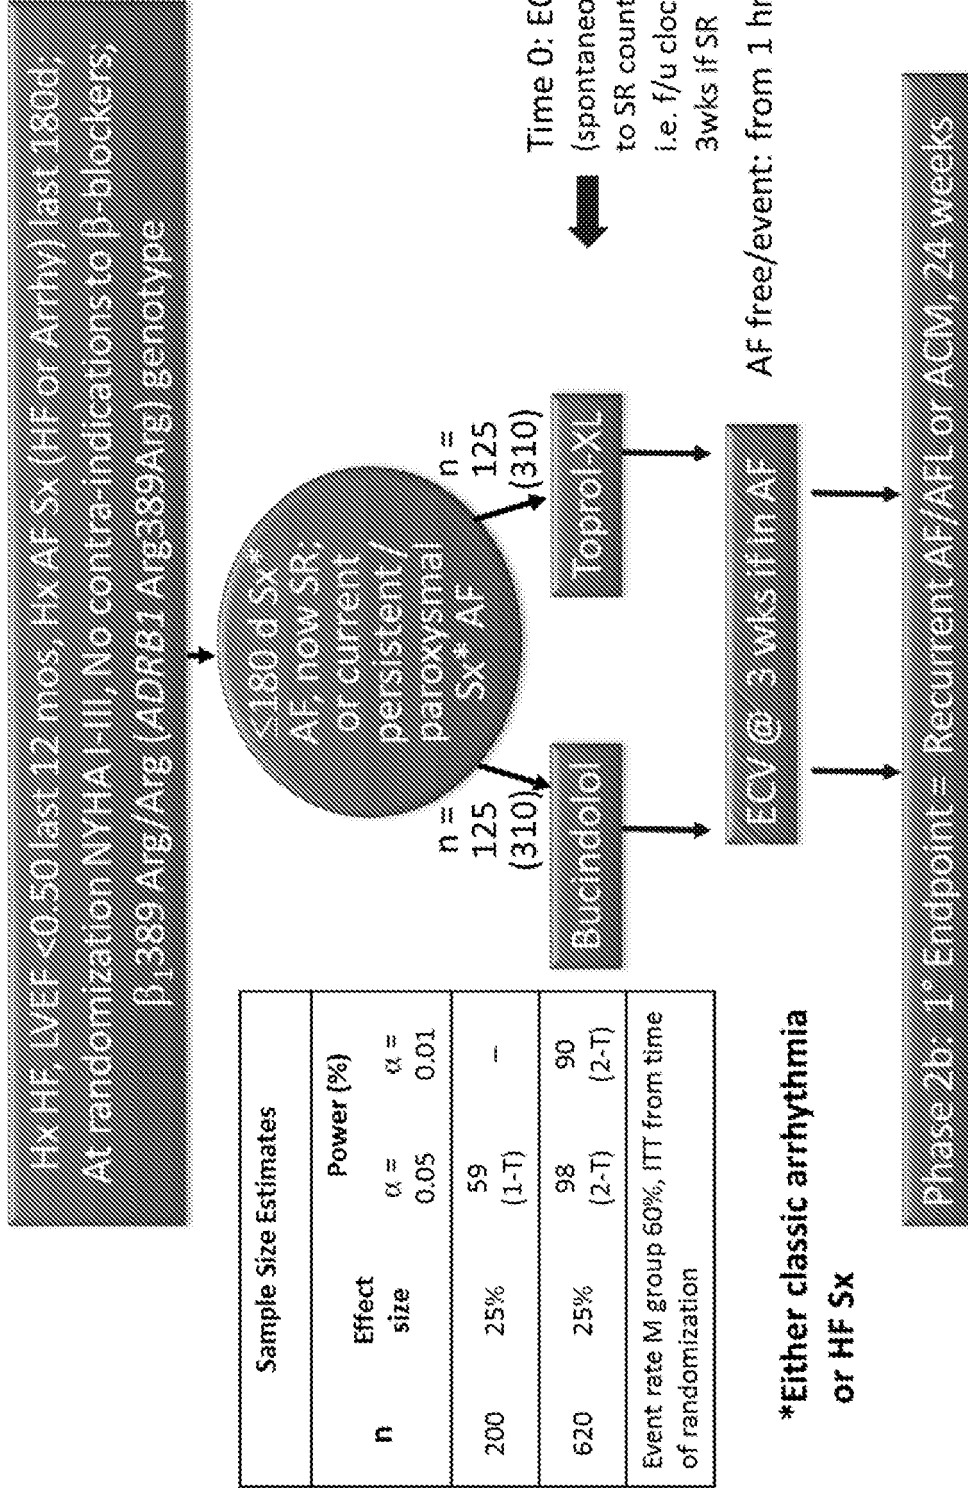 Hx HF, LVEF <0.50 last 12 mos, Hx AF Sx (HF or Arrhy) last 180d,
At randomization NYHA I-III, No contra-indications to β-blockers;
β₁389 Arg/Arg (ADRB1 Arg389Arg) genotype
≤180 d Sx*
AF, now SR,
or current
persistent/
paroxysmal
Sx* AF
n =
125
(310)
n =
125
(310)
Bucindolol
Toprol-XL
ECV @ 3 wks if in AF
Time 0: EC
(spontaneo
to SR count
i.e. f/u cloc
3wks if SR
AF free/event: from 1 hr
Sample Size Estimates
n Effect size Power (%)
α = 0.05 α = 0.01
200 25% 59 (1-T) –
620 25% 98 (2-T) 90 (2-T)
Event rate M group 60%, ITT from time
of randomization
*Either classic arrhythmia
or HF Sx
Phase 2b: 1° Endpoint = Recurrent AF/AFL or ACM, 24 weeks